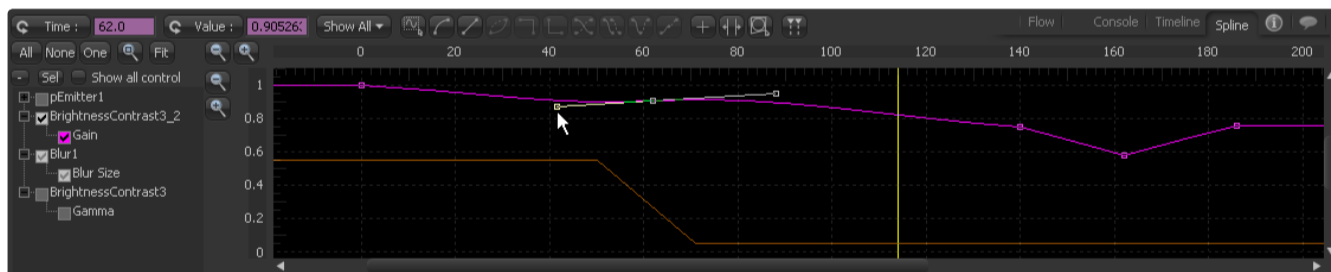 Time : 62.0 Value : 0.90526 Show All Flow Console Timeline Spline
All None One Fit 0 20 40 60 80 100 120 140 160 180 200
- Sel Show all control
1
pEmitter1
BrightnessContrast3_2
0.8
Gain
Blur1
0.6
Blur Size
0.4
BrightnessContrast3
Gamma
0.2
0